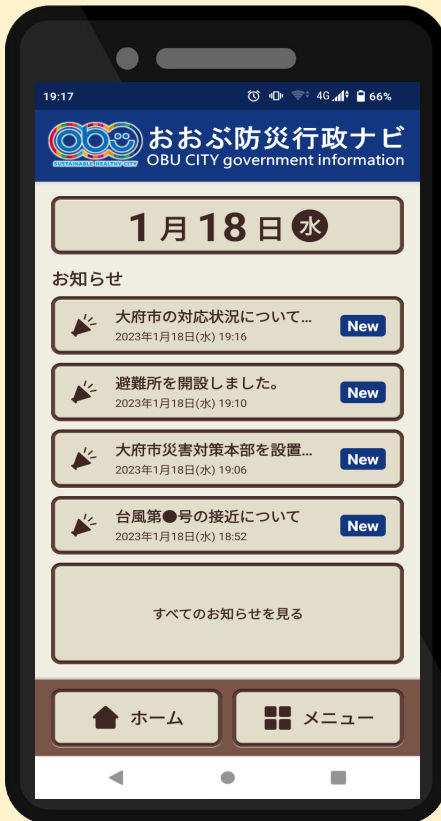 19:17
4G
66%
obu
SUSTAINABLE HEALTHY CITY
おおぶ防災行政ナビ
OBU CITY government information
1月18日 水
お知らせ
大府市の対応状況について...
2023年1月18日(水) 19:16
New
避難所を開設しました。
2023年1月18日(水) 19:10
New
大府市災害対策本部を設置...
2023年1月18日(水) 19:06
New
台風第●号の接近について
2023年1月18日(水) 18:52
New
すべてのお知らせを見る
ホーム
メニュー